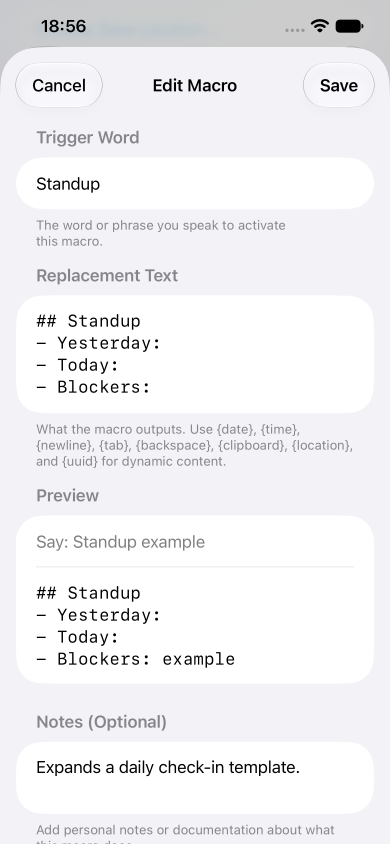 18:56
Cancel
Edit Macro
Save
Trigger Word
Standup
The word or phrase you speak to activate
this macro.
Replacement Text
## Standup
- Yesterday:
- Today:
- Blockers:
What the macro outputs. Use {date}, {time},
{newline}, {tab}, {backspace}, {clipboard}, {location},
and {uuid} for dynamic content.
Preview
Say: Standup example
## Standup
- Yesterday:
- Today:
- Blockers: example
Notes (Optional)
Expands a daily check-in template.
Add personal notes or documentation about what